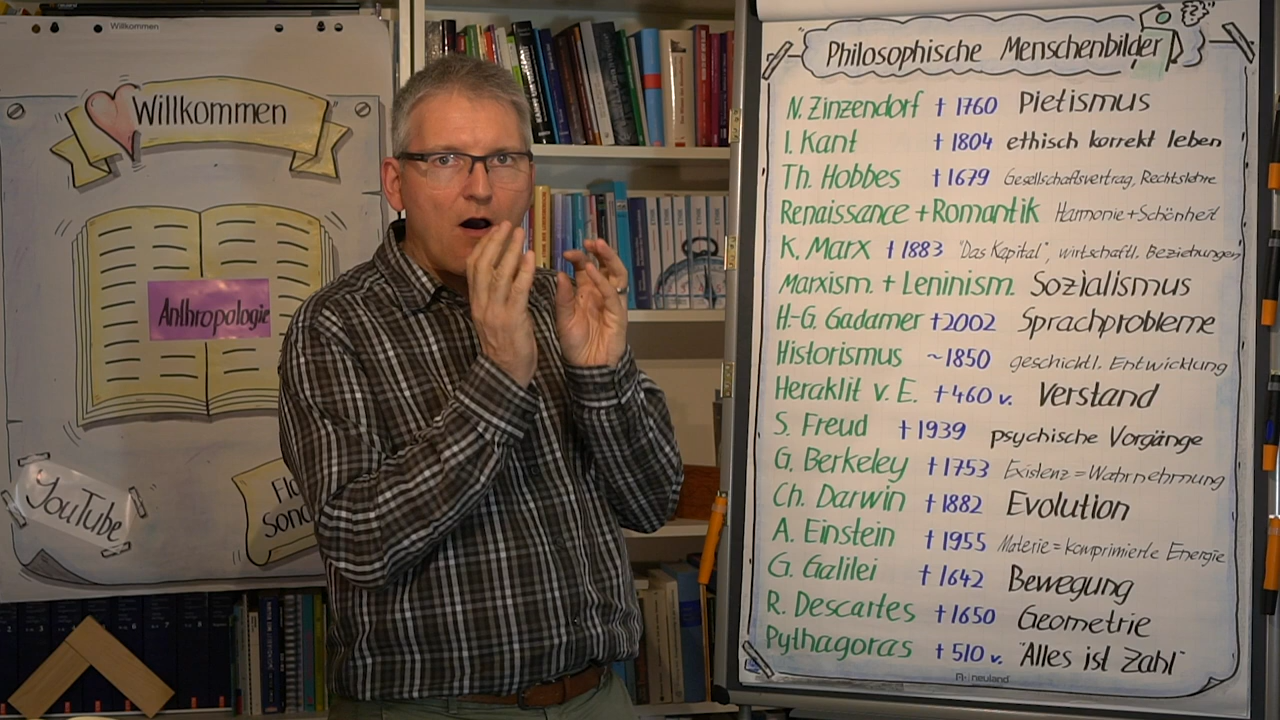 Willkommen
Willkommen
Anthropologie
YouTube
Philosophische Menschenbilder
N. Zinzendorf † 1760 Pietismus
I. Kant † 1804 ethisch korrekt leben
Th. Hobbes † 1679 Gesellschaftsvertrag, Rechtslehre
Renaissance + Romantik Harmonie + Schönheit
K. Marx † 1883 "Das Kapital", wirtschaftl. Beziehungen
Marxism. + Leninism. Sozialismus
H.-G. Gadamer † 2002 Sprachprobleme
Historismus ~1850 geschichtl. Entwicklung
Heraklit v. E. † 460 v. Verstand
S. Freud † 1939 psychische Vorgänge
G. Berkeley † 1753 Existenz = Wahrnehmung
Ch. Darwin † 1882 Evolution
A. Einstein † 1955 Materie = komprimierte Energie
G. Galilei † 1642 Bewegung
R. Descartes † 1650 Geometrie
Pythagoras † 510 v. "Alles ist Zahl"
neuland